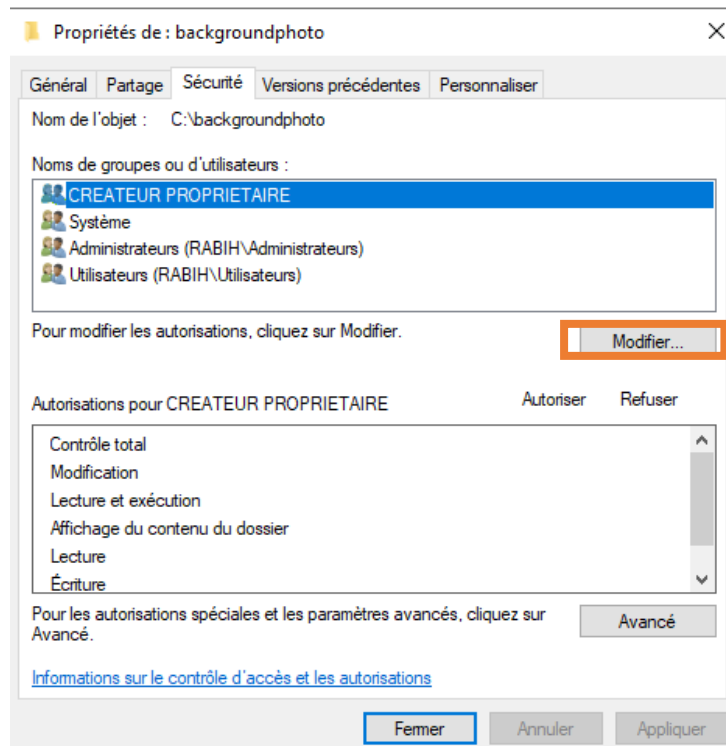 Propriétés de : backgroundphoto
Général Partage Sécurité Versions précédentes Personnaliser
Nom de l'objet : C:\backgroundphoto
Noms de groupes ou d'utilisateurs :
CREATEUR PROPRIETAIRE
Système
Administrateurs (RABIH\Administrateurs)
Utilisateurs (RABIH\Utilisateurs)
Pour modifier les autorisations, cliquez sur Modifier.
Modifier...
Autorisations pour CREATEUR PROPRIETAIRE Autoriser Refuser
Contrôle total
Modification
Lecture et exécution
Affichage du contenu du dossier
Lecture
Écriture
Pour les autorisations spéciales et les paramètres avancés, cliquez sur
Avancé.
Avancé
Informations sur le contrôle d'accès et les autorisations
Fermer Annuler Appliquer